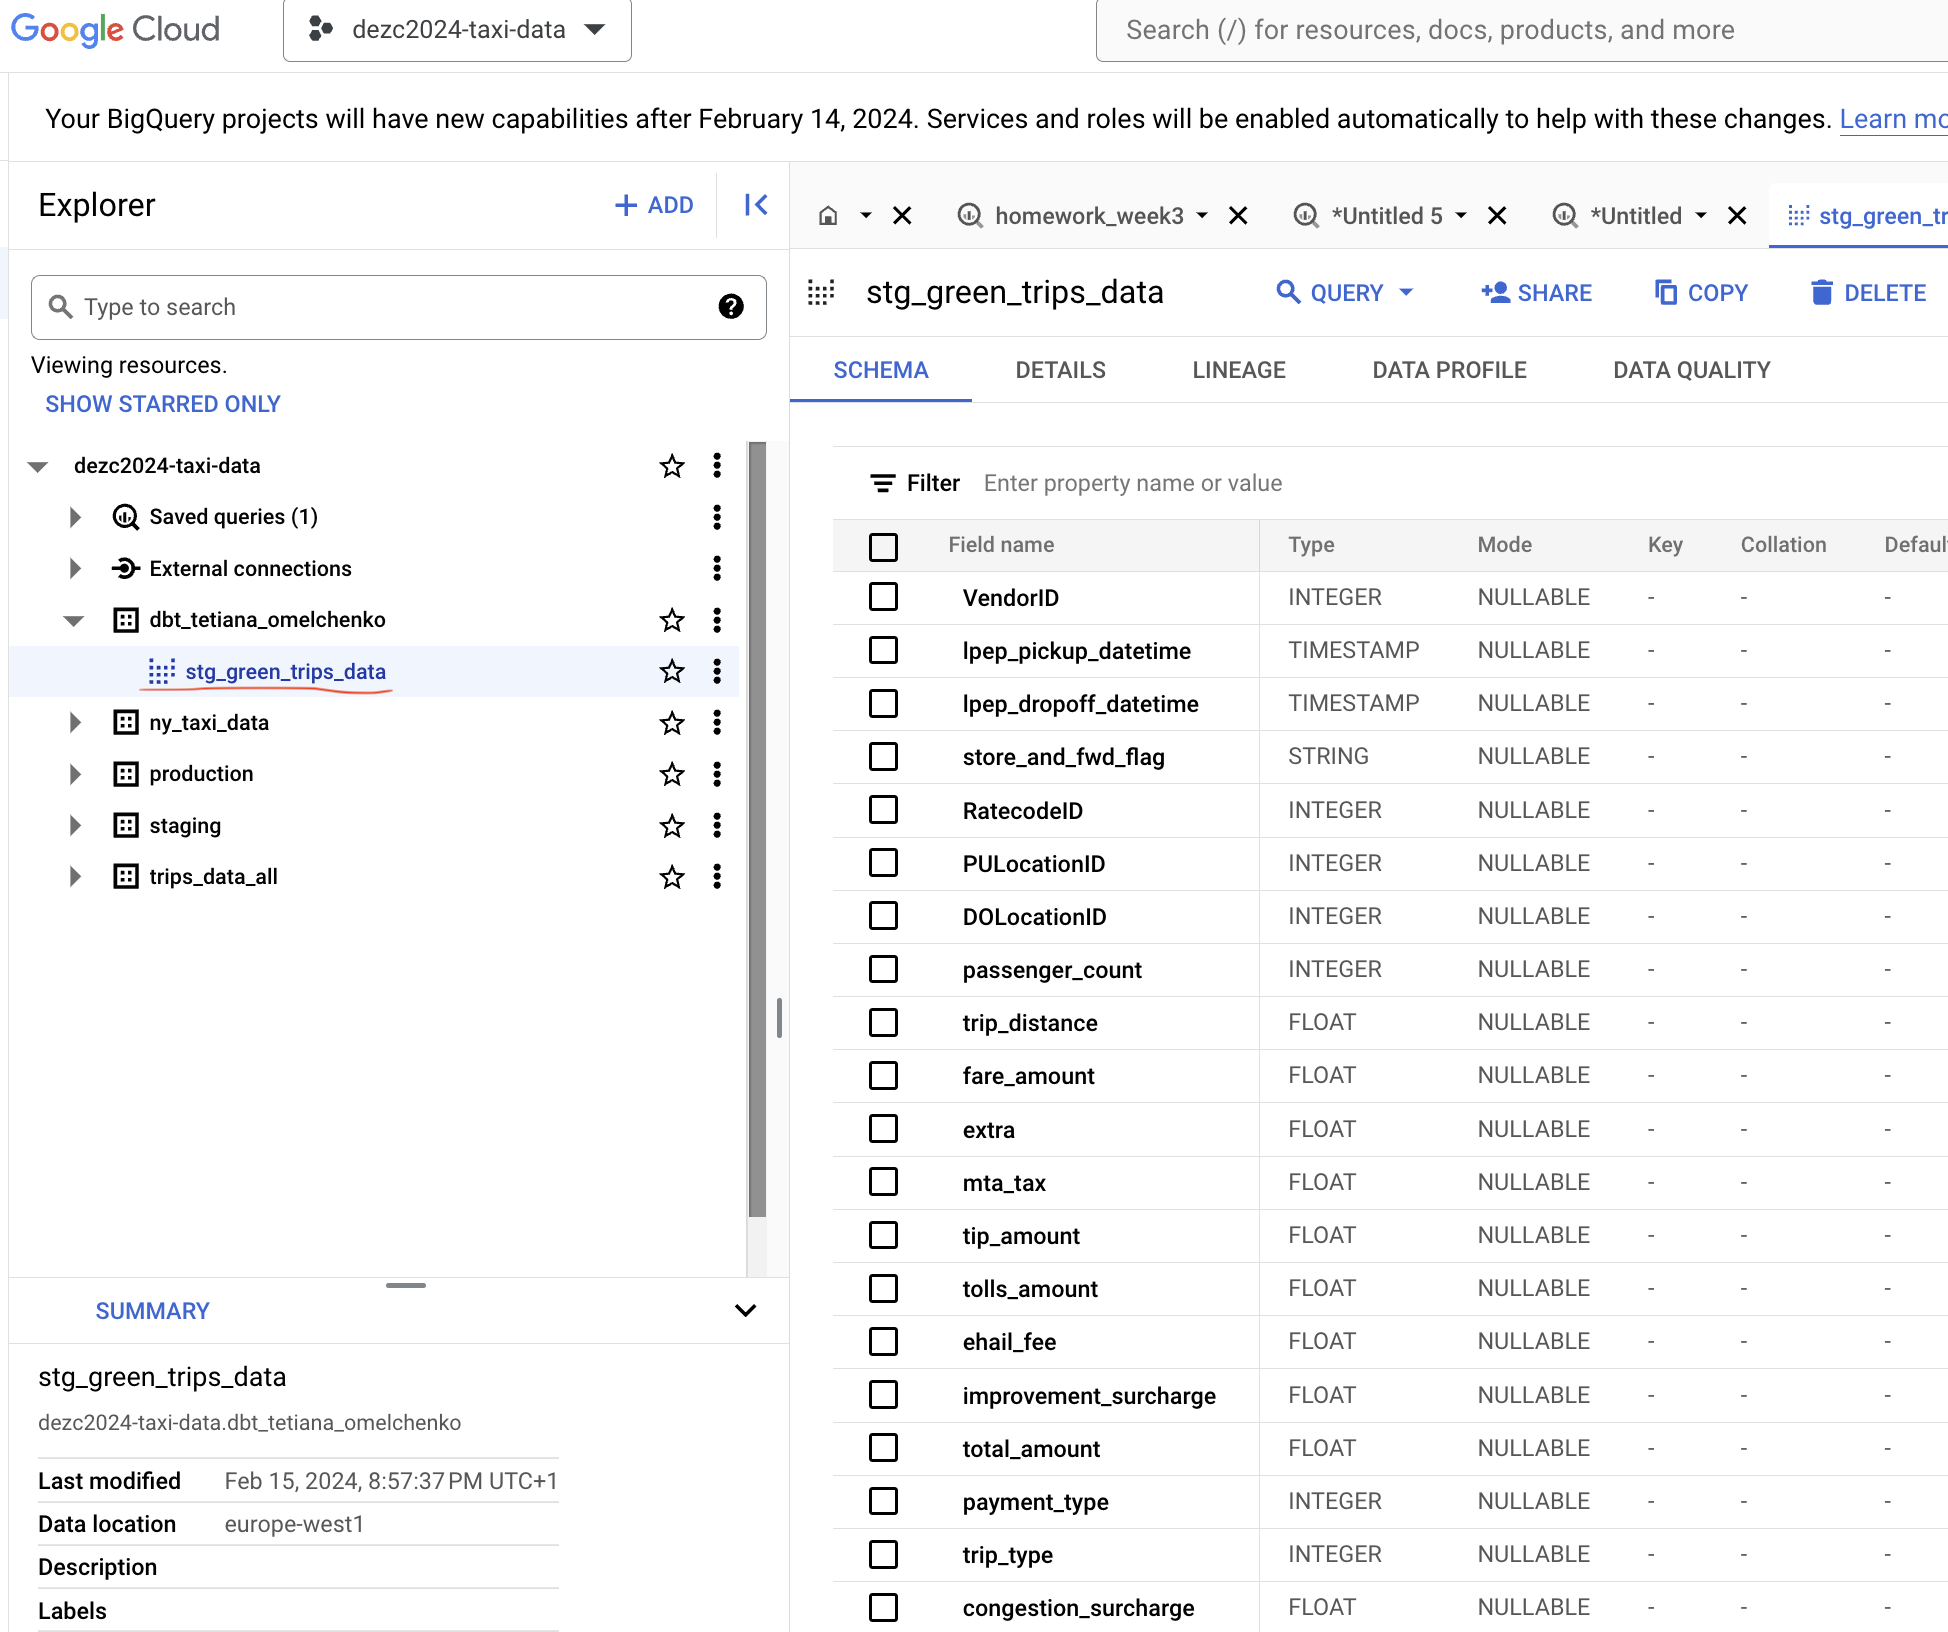 Google Cloud
dezc2024-taxi-data
Search (/) for resources, docs, products, and more
Your BigQuery projects will have new capabilities after February 14, 2024. Services and roles will be enabled automatically to help with these changes. Learn mo
Explorer
ADD
Type to search
Viewing resources.
SHOW STARRED ONLY
dezc2024-taxi-data
Saved queries (1)
External connections
dbt_tetiana_omelchenko
stg_green_trips_data
ny_taxi_data
production
staging
trips_data_all
SUMMARY
stg_green_trips_data
dezc2024-taxi-data.dbt_tetiana_omelchenko
Last modified Feb 15, 2024, 8:57:37 PM UTC+1
Data location europe-west1
Description
Labels
homework_week3 *Untitled 5 *Untitled stg_green_tr
stg_green_trips_data QUERY SHARE COPY DELETE
SCHEMA DETAILS LINEAGE DATA PROFILE DATA QUALITY
Filter Enter property name or value
Field name Type Mode Key Collation Defaul
VendorID INTEGER NULLABLE - - -
lpep_pickup_datetime TIMESTAMP NULLABLE - - -
lpep_dropoff_datetime TIMESTAMP NULLABLE - - -
store_and_fwd_flag STRING NULLABLE - - -
RatecodeID INTEGER NULLABLE - - -
PULocationID INTEGER NULLABLE - - -
DOLocationID INTEGER NULLABLE - - -
passenger_count INTEGER NULLABLE - - -
trip_distance FLOAT NULLABLE - - -
fare_amount FLOAT NULLABLE - - -
extra FLOAT NULLABLE - - -
mta_tax FLOAT NULLABLE - - -
tip_amount FLOAT NULLABLE - - -
tolls_amount FLOAT NULLABLE - - -
ehail_fee FLOAT NULLABLE - - -
improvement_surcharge FLOAT NULLABLE - - -
total_amount FLOAT NULLABLE - - -
payment_type INTEGER NULLABLE - - -
trip_type INTEGER NULLABLE - - -
congestion_surcharge FLOAT NULLABLE - - -